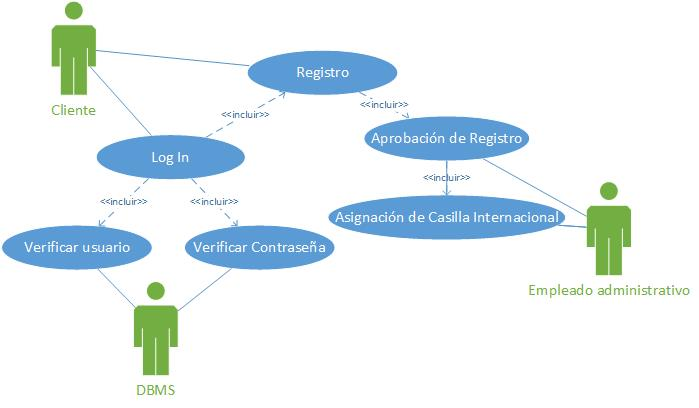 Registro
Cliente
<<incluir>>
<<incluir>>
Aprobación de Registro
Log In
<<incluir>>
<<incluir>>
<<incluir>>
Asignación de Casilla Internacional
Verificar usuario
Verificar Contraseña
Empleado administrativo
DBMS